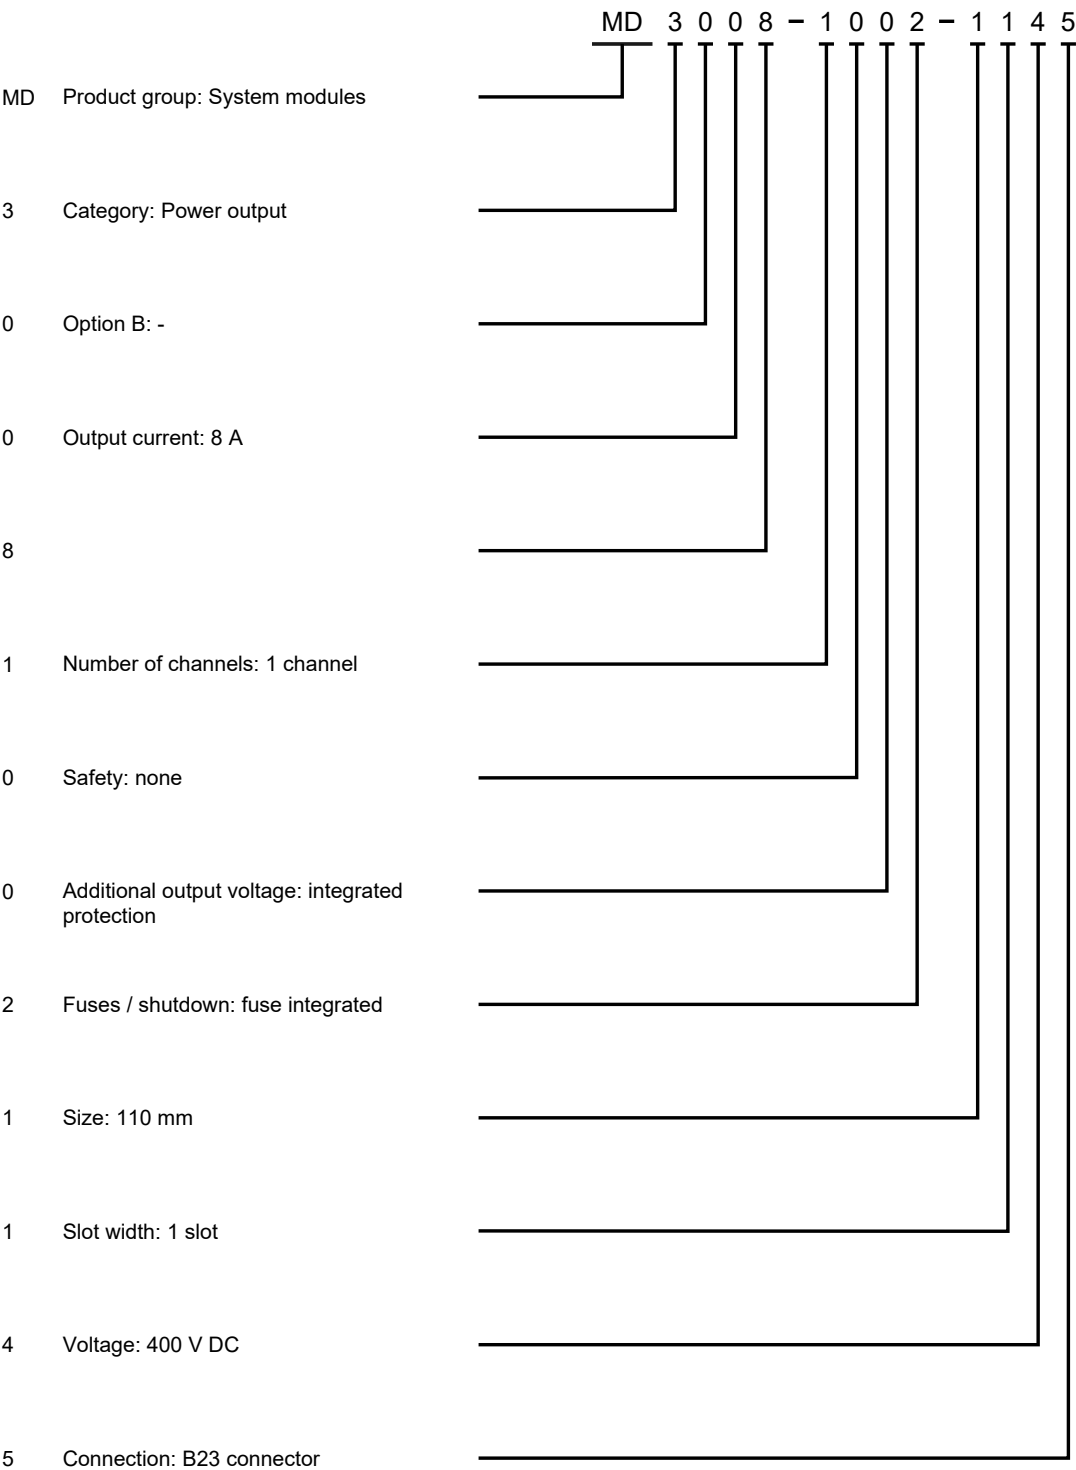 MD 3 0 0 8 – 1 0 0 2 – 1 1 4 5
MD Product group: System modules
3 Category: Power output
0 Option B: -
0 Output current: 8 A
8
1 Number of channels: 1 channel
0 Safety: none
0 Additional output voltage: integrated
protection
2 Fuses / shutdown: fuse integrated
1 Size: 110 mm
1 Slot width: 1 slot
4 Voltage: 400 V DC
5 Connection: B23 connector